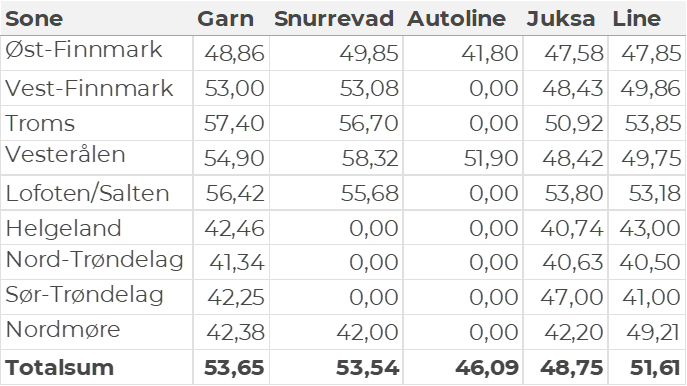 Sone Garn Snurrevad Autoline Juksa Line
Øst-Finnmark 48,86 49,85 41,80 47,58 47,85
Vest-Finnmark 53,00 53,08 0,00 48,43 49,86
Troms 57,40 56,70 0,00 50,92 53,85
Vesterålen 54,90 58,32 51,90 48,42 49,75
Lofoten/Salten 56,42 55,68 0,00 53,80 53,18
Helgeland 42,46 0,00 0,00 40,74 43,00
Nord-Trøndelag 41,34 0,00 0,00 40,63 40,50
Sør-Trøndelag 42,25 0,00 0,00 47,00 41,00
Nordmøre 42,38 42,00 0,00 42,20 49,21
Totalsum 53,65 53,54 46,09 48,75 51,61